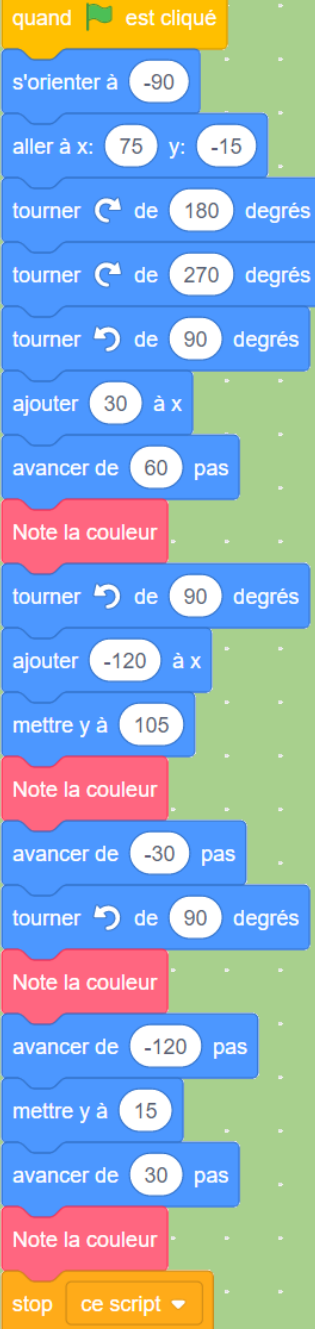 quand est cliqué
s'orienter à -90
aller à x: 75 y: -15
tourner de 180 degrés
tourner de 270 degrés
tourner de 90 degrés
ajouter 30 à x
avancer de 60 pas
Note la couleur
tourner de 90 degrés
ajouter -120 à x
mettre y à 105
Note la couleur
avancer de -30 pas
tourner de 90 degrés
Note la couleur
avancer de -120 pas
mettre y à 15
avancer de 30 pas
Note la couleur
stop ce script